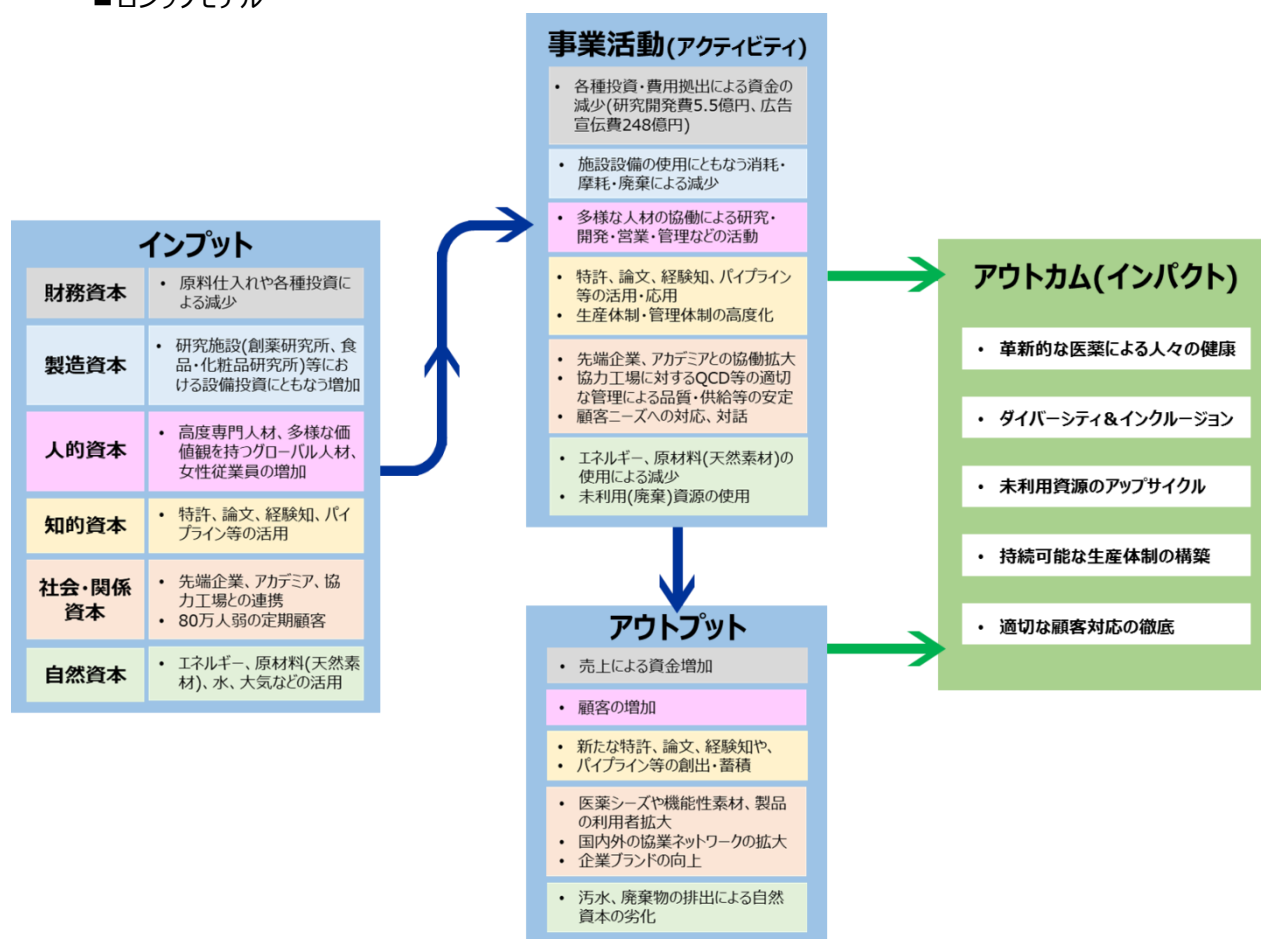 ■ロジックモデル
事業活動(アクティビティ)
• 各種投資・費用拠出による資金の
減少(研究開発費5.5億円、広告
宣伝費248億円)
• 施設設備の使用にともなう消耗・
摩耗・廃棄による減少
• 多様な人材の協働による研究・
開発・営業・管理などの活動
• 特許、論文、経験知、パイプライン
等の活用・応用
• 生産体制・管理体制の高度化
• 先端企業、アカデミアとの協働拡大
• 協力工場に対するQCD等の適切
な管理による品質・供給等の安定
• 顧客ニーズへの対応、対話
• エネルギー、原材料(天然素材)の
使用による減少
• 未利用(廃棄)資源の使用
インプット
財務資本
• 原料仕入れや各種投資に
よる減少
製造資本
• 研究施設(創薬研究所、食
品・化粧品研究所)等にお
ける設備投資にともなう増加
人的資本
• 高度専門人材、多様な価
値観を持つグローバル人材、
女性従業員の増加
知的資本
• 特許、論文、経験知、パイ
プライン等の活用
社会・関係
資本
• 先端企業、アカデミア、協
力工場との連携
• 80万人弱の定期顧客
自然資本
• エネルギー、原材料(天然素
材)、水、大気などの活用
アウトプット
• 売上による資金増加
• 顧客の増加
• 新たな特許、論文、経験知や、
• パイプライン等の創出・蓄積
• 医薬シーズや機能性素材、製品
の利用者拡大
• 国内外の協業ネットワークの拡大
• 企業ブランドの向上
• 汚水、廃棄物の排出による自然
資本の劣化
アウトカム(インパクト)
• 革新的な医薬による人々の健康
• ダイバーシティ&インクルージョン
• 未利用資源のアップサイクル
• 持続可能な生産体制の構築
• 適切な顧客対応の徹底